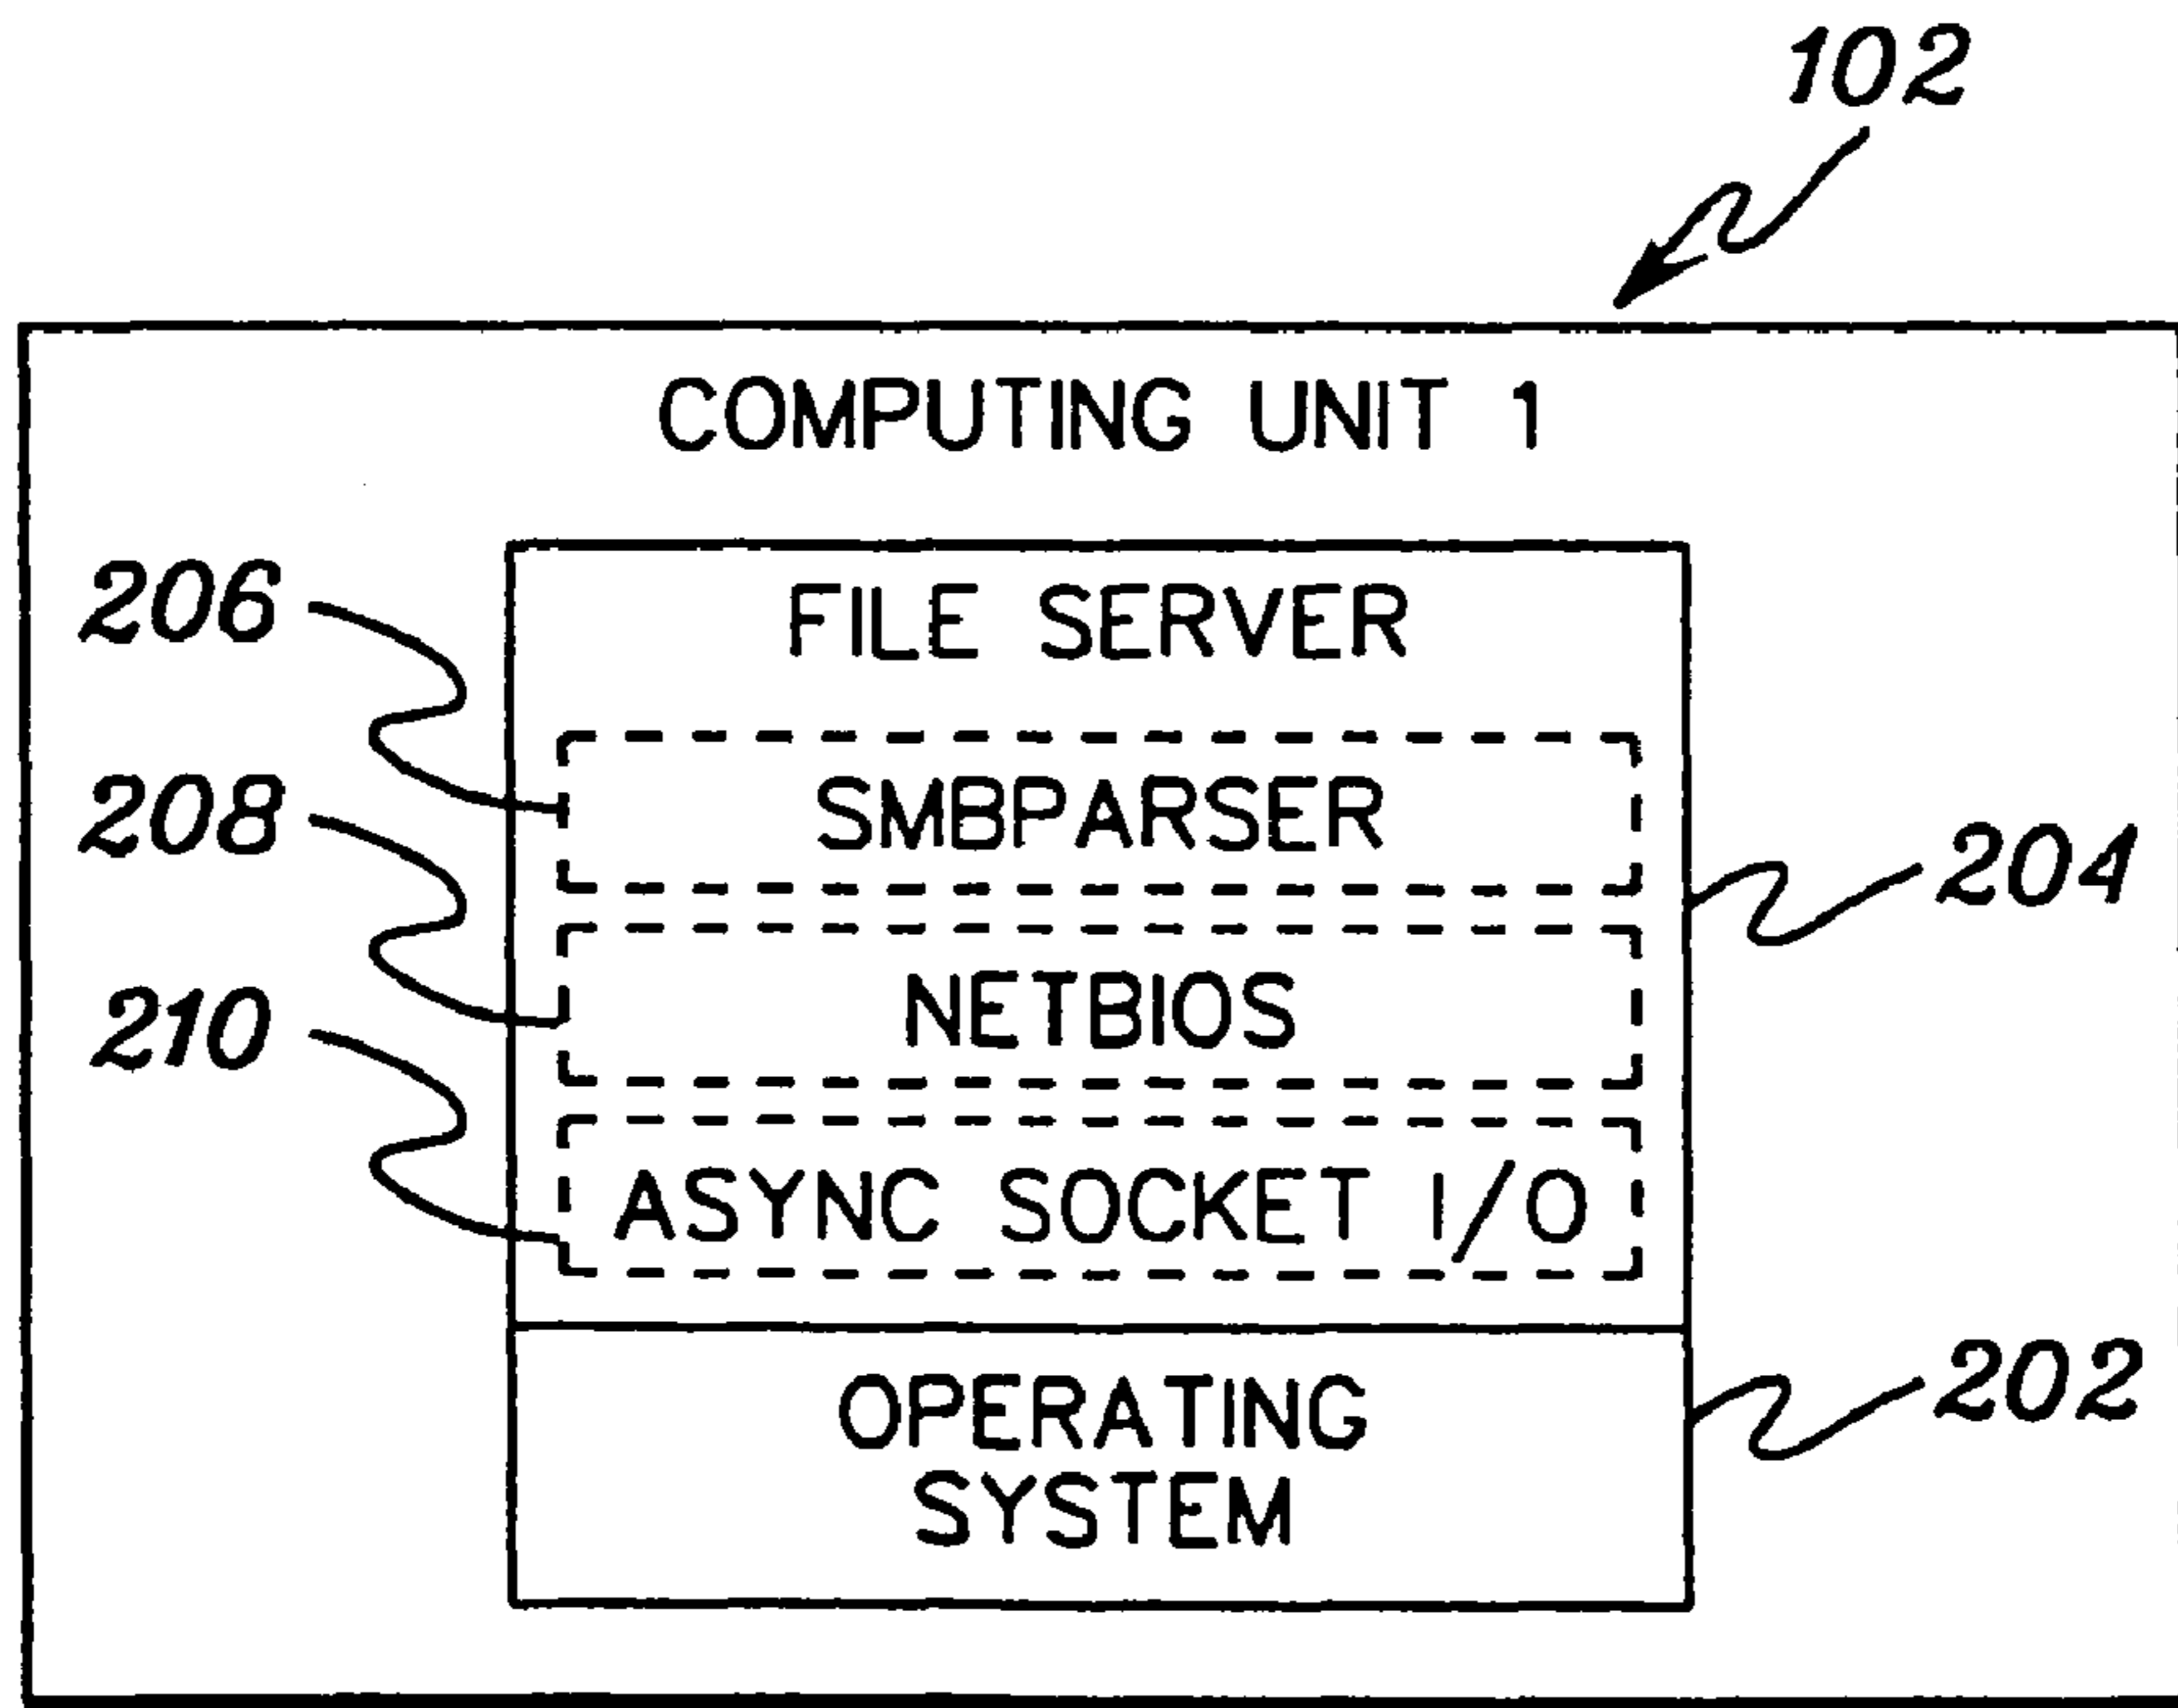 102
COMPUTING UNIT 1
FILE SERVER
206
SMBPARSER
208
204
NETBIOS
210
ASYNC SOCKET I/O
OPERATING
202
SYSTEM